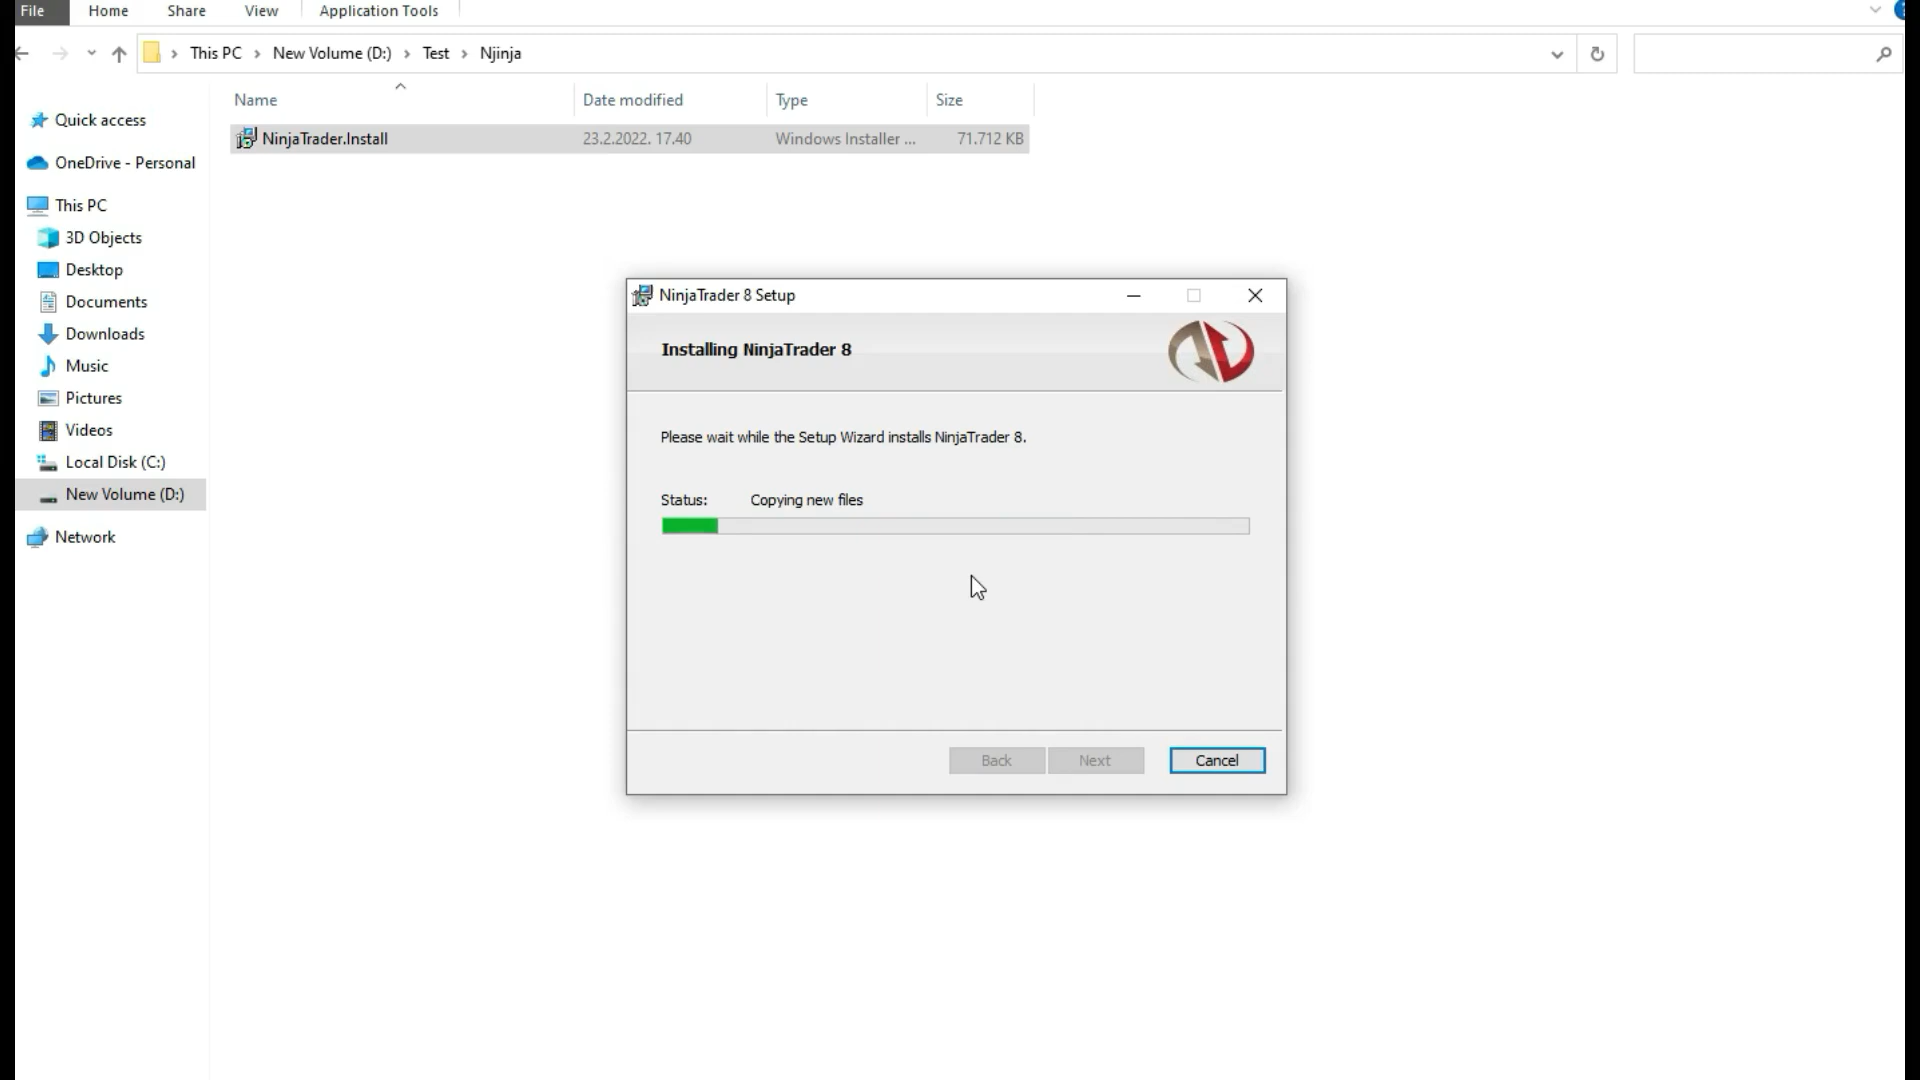 File Home Share View Application Tools
This PC > New Volume (D:) > Test > Njinja
Name Date modified Type Size
NinjaTrader.Install 23.2.2022. 17.40 Windows Installer ... 71.712 KB
Quick access
OneDrive - Personal
This PC
3D Objects
Desktop
Documents
Downloads
Music
Pictures
Videos
Local Disk (C:)
New Volume (D:)
Network
NinjaTrader 8 Setup
Installing NinjaTrader 8
Please wait while the Setup Wizard installs NinjaTrader 8.
Status: Copying new files
Back Next Cancel